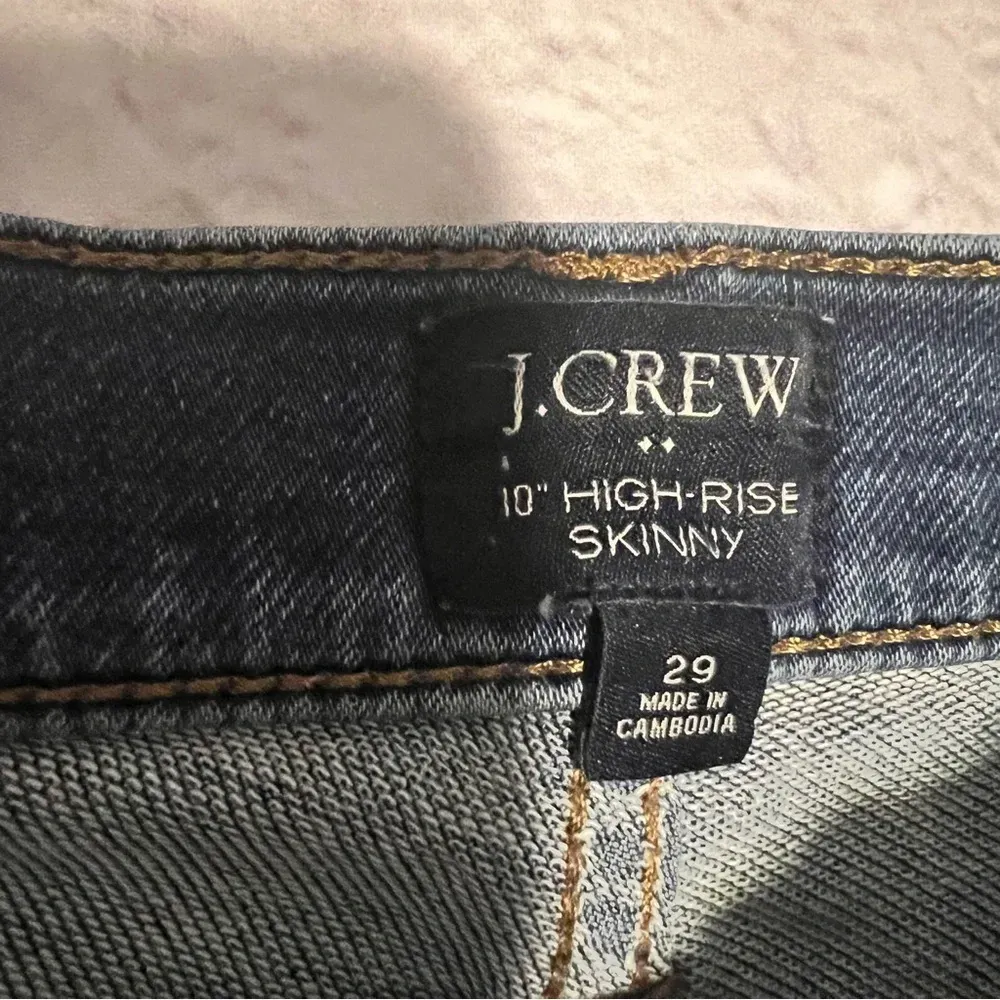 J.CREW
10" HIGH-RISE
SKINNY
29
MADE IN
CAMBODIA